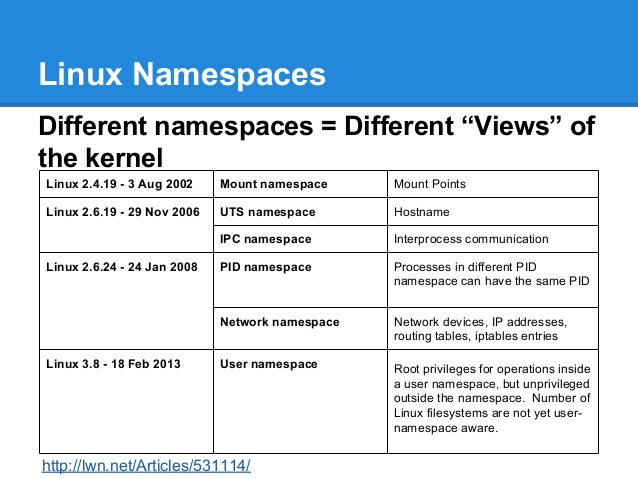 Linux Namespaces
Different namespaces = Different “Views” of
the kernel
Linux 2.4.19 - 3 Aug 2002 Mount namespace Mount Points
Linux 2.6.19 - 29 Nov 2006 UTS namespace Hostname
IPC namespace Interprocess communication
Linux 2.6.24 - 24 Jan 2008 PID namespace Processes in different PID
namespace can have the same PID
Network namespace Network devices, IP addresses,
routing tables, iptables entries
Linux 3.8 - 18 Feb 2013 User namespace Root privileges for operations inside
a user namespace, but unprivileged
outside the namespace. Number of
Linux filesystems are not yet user-
namespace aware.
http://lwn.net/Articles/531114/